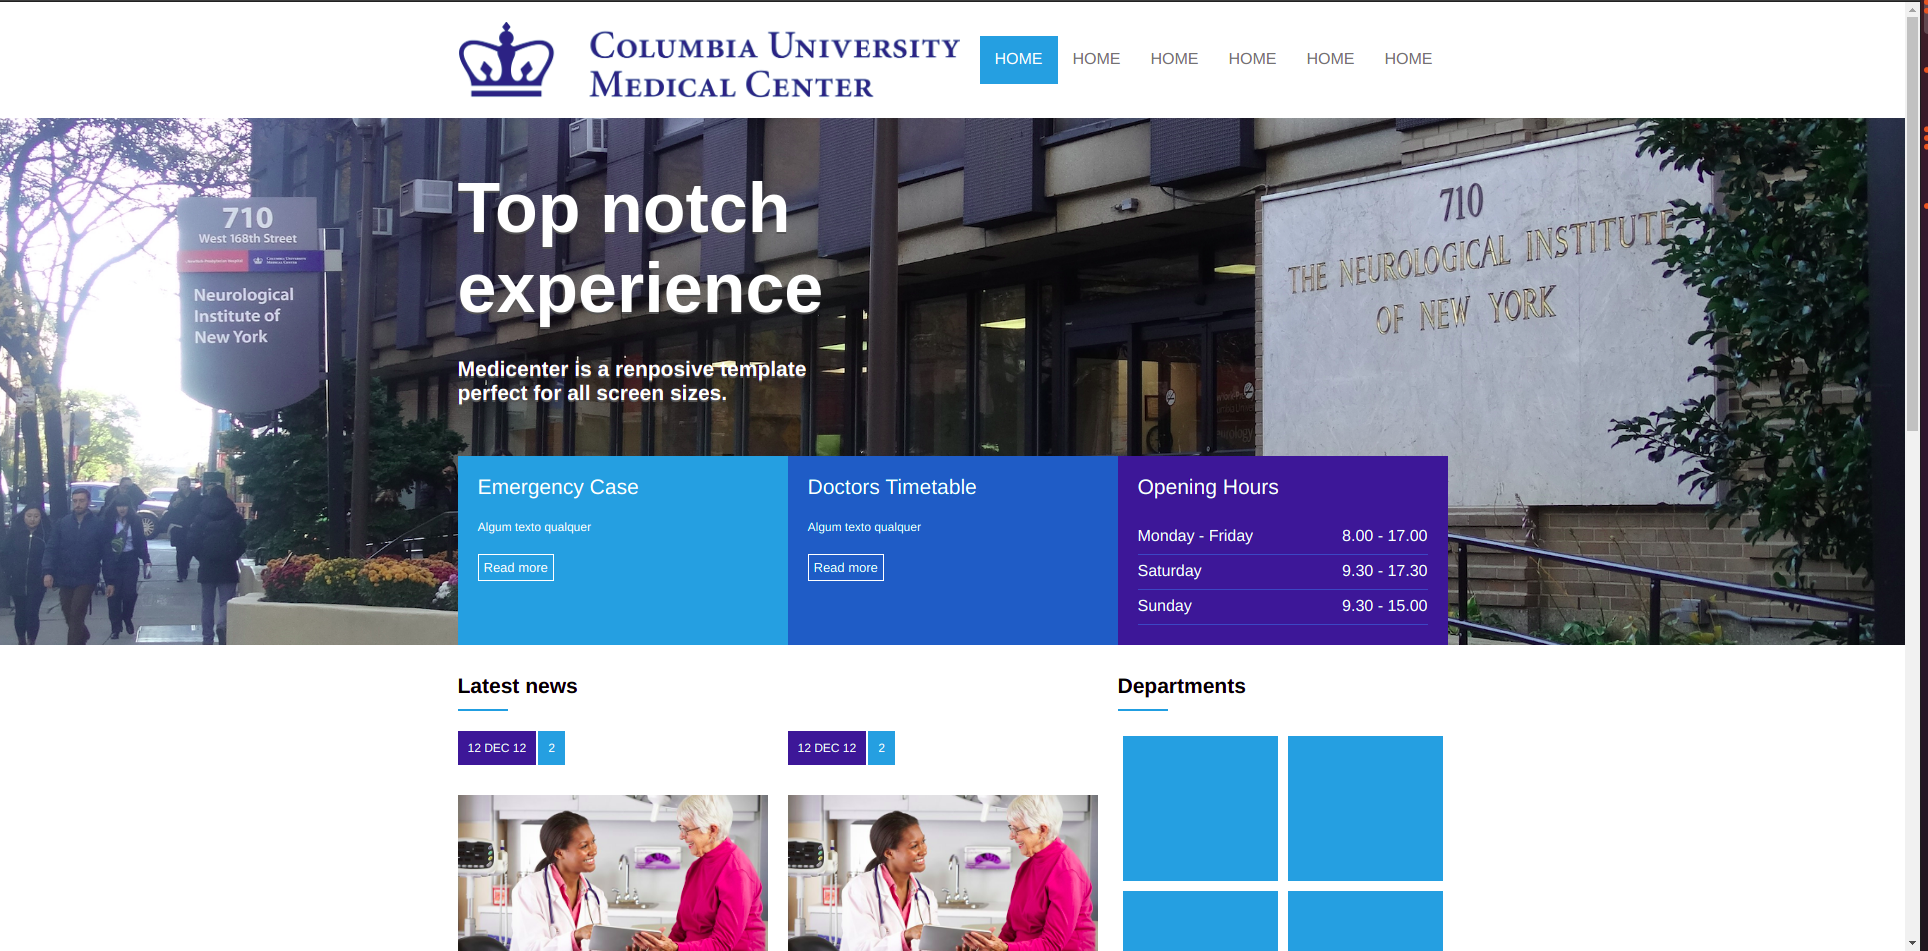 COLUMBIA UNIVERSITY
MEDICAL CENTER
HOME
HOME
HOME
HOME
HOME
HOME
710
West 168th Street
COLUMBIA UNIVERSITY
MEDICAL CENTER
Neurological
Institute of
New York
Top notch
experience
Medicenter is a renposive template
perfect for all screen sizes.
710
THE NEUROLOGICAL INSTITUTE
OF NEW YORK
Emergency Case
Algum texto qualquer
Read more
Doctors Timetable
Algum texto qualquer
Read more
Opening Hours
Monday - Friday 8.00 - 17.00
Saturday 9.30 - 17.30
Sunday 9.30 - 15.00
Latest news
12 DEC 12 2
12 DEC 12 2
Departments